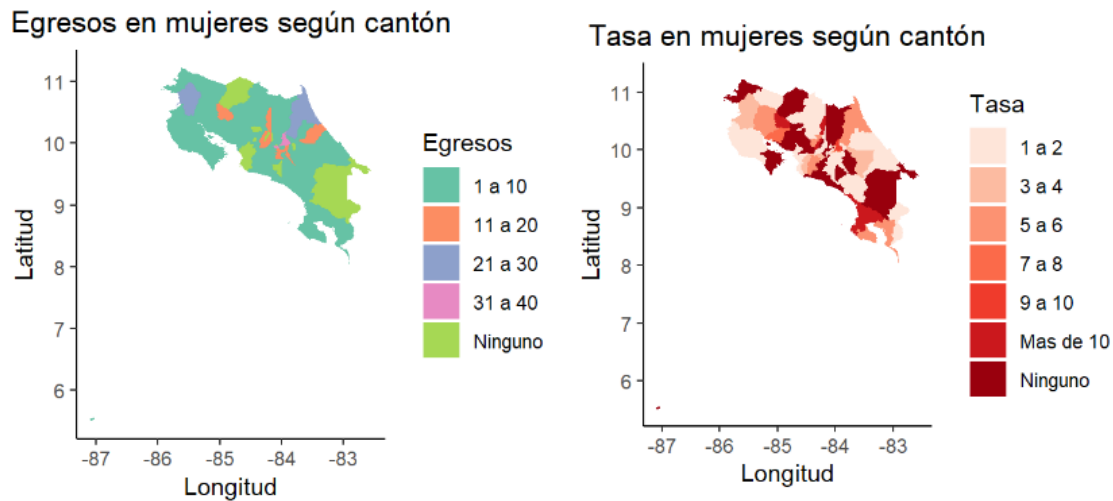 Egresos en mujeres según cantón
11
10
9
8
7
6
Latitud
-87 -86 -85 -84 -83
Longitud
Egresos
1 a 10
11 a 20
21 a 30
31 a 40
Ninguno
Tasa en mujeres según cantón
11
10
9
8
7
6
Latitud
-87 -86 -85 -84 -83
Longitud
Tasa
1 a 2
3 a 4
5 a 6
7 a 8
9 a 10
Mas de 10
Ninguno